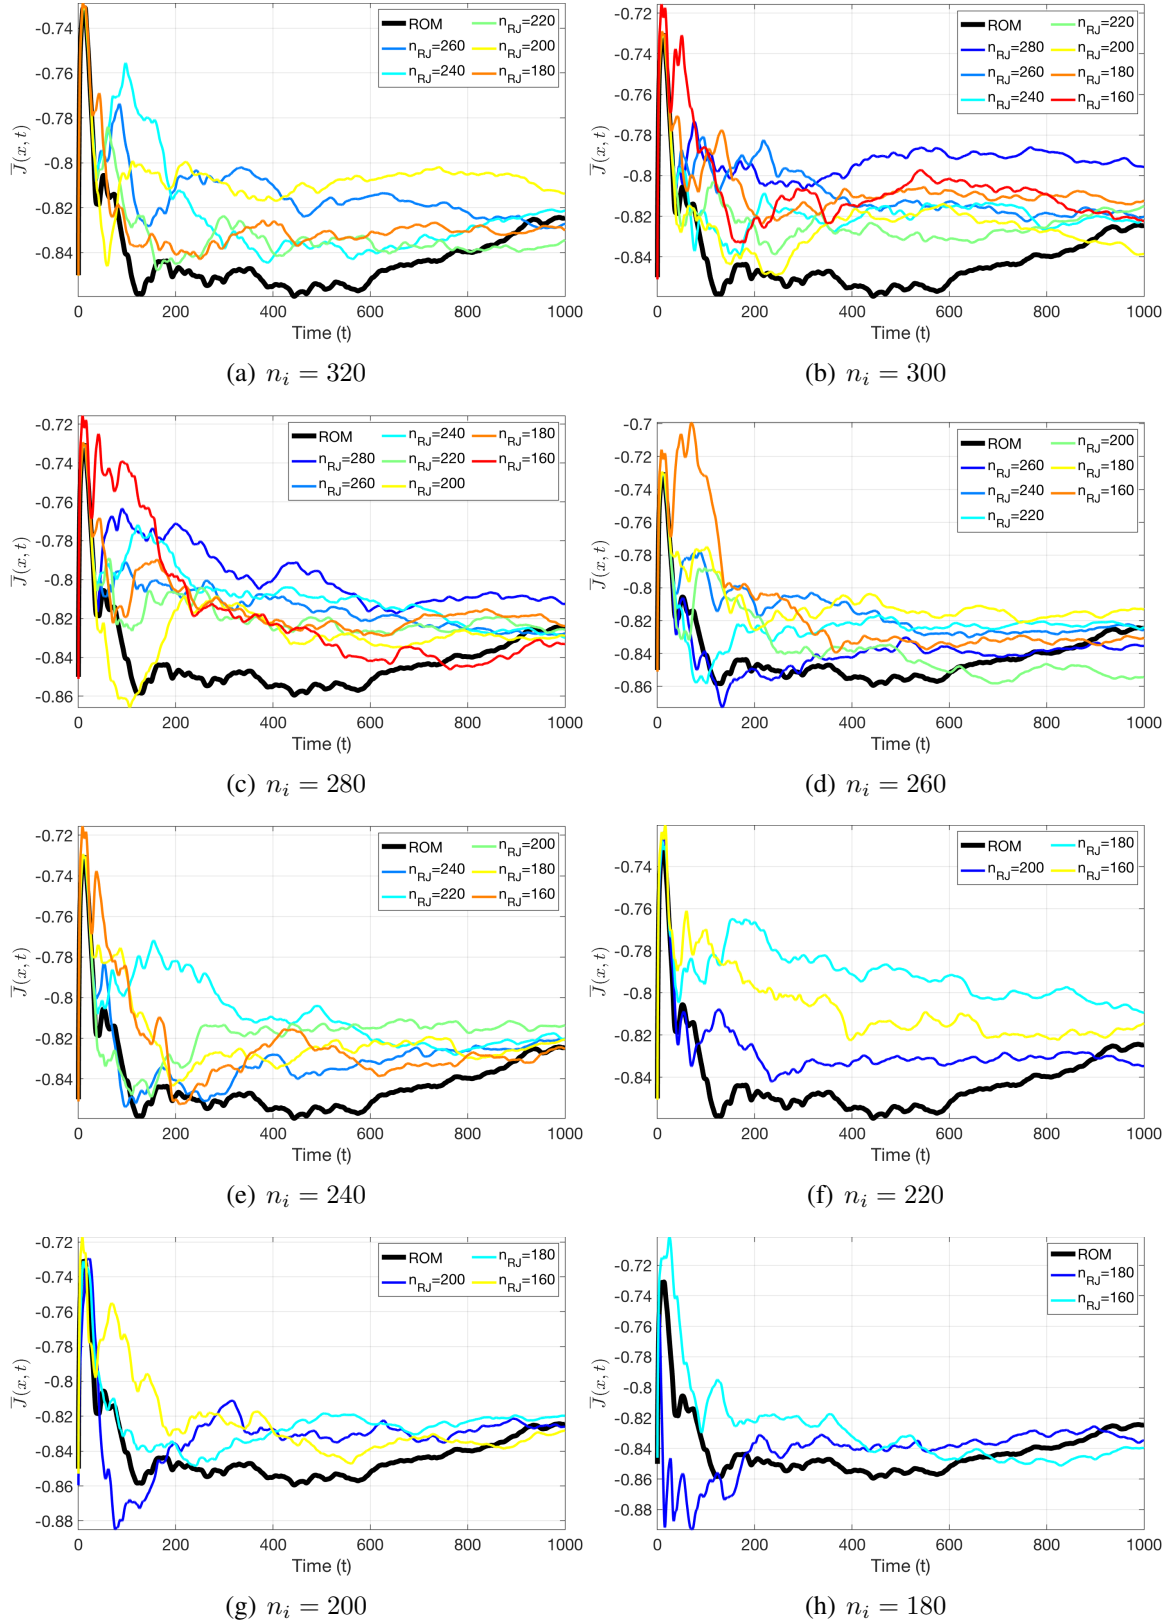 -0.74
-0.76
-0.78
-0.8
-0.82
-0.84
J(x, t)
0 200 400 600 800 1000
Time (t)
ROM n_RJ=220
n_RJ=260 n_RJ=200
n_RJ=240 n_RJ=180
(a) n_i = 320
-0.72
-0.74
-0.76
-0.78
-0.8
-0.82
-0.84
J(x, t)
0 200 400 600 800 1000
Time (t)
ROM n_RJ=220
n_RJ=280 n_RJ=200
n_RJ=260 n_RJ=180
n_RJ=240 n_RJ=160
(b) n_i = 300
-0.72
-0.74
-0.76
-0.78
-0.8
-0.82
-0.84
-0.86
J(x, t)
0 200 400 600 800 1000
Time (t)
ROM n_RJ=240 n_RJ=180
n_RJ=280 n_RJ=220 n_RJ=160
n_RJ=260 n_RJ=200
(c) n_i = 280
-0.7
-0.72
-0.74
-0.76
-0.78
-0.8
-0.82
-0.84
-0.86
J(x, t)
0 200 400 600 800 1000
Time (t)
ROM n_RJ=200
n_RJ=260 n_RJ=180
n_RJ=240 n_RJ=160
n_RJ=220
(d) n_i = 260
-0.72
-0.74
-0.76
-0.78
-0.8
-0.82
-0.84
J(x, t)
0 200 400 600 800 1000
Time (t)
ROM n_RJ=200
n_RJ=240 n_RJ=180
n_RJ=220 n_RJ=160
(e) n_i = 240
-0.74
-0.76
-0.78
-0.8
-0.82
-0.84
J(x, t)
0 200 400 600 800 1000
Time (t)
ROM n_RJ=180
n_RJ=200 n_RJ=160
(f) n_i = 220
-0.72
-0.74
-0.76
-0.78
-0.8
-0.82
-0.84
-0.86
-0.88
J(x, t)
0 200 400 600 800 1000
Time (t)
ROM n_RJ=180
n_RJ=200 n_RJ=160
(g) n_i = 200
-0.72
-0.74
-0.76
-0.78
-0.8
-0.82
-0.84
-0.86
-0.88
J(x, t)
0 200 400 600 800 1000
Time (t)
ROM
n_RJ=180
n_RJ=160
(h) n_i = 180